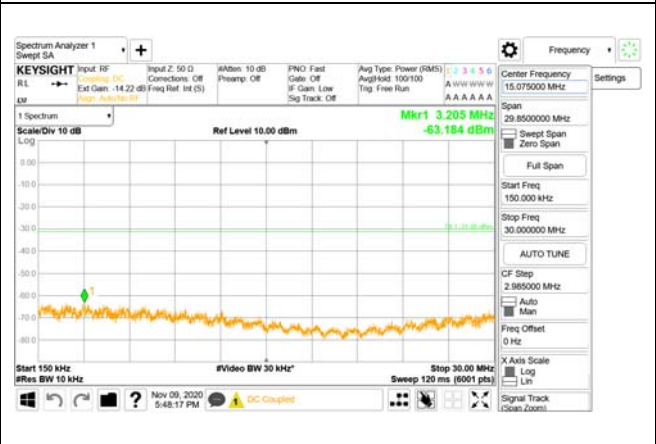 Spectrum Analyzer 1
Swept SA
Frequency
KEYSIGHT
RL
Input: RF
Coupling: DC
Ext Gain: -14.22 dB
Align: Auto/No RF
Input Z: 50 Ω
Corrections: Off
Freq Ref: Int (S)
#Atten: 10 dB
Preamp: Off
PNO: Fast
Gate: Off
IF Gain: Low
Sig Track: Off
Avg Type: Power (RMS)
Avg|Hold: 100/100
Trig: Free Run
1 2 3 4 5 6
A W W W W W
A A A A A A
Center Frequency
15.075000 MHz
Settings
1 Spectrum
Scale/Div 10 dB
Log
Ref Level 10.00 dBm
Mkr1 3.205 MHz
-63.184 dBm
0.00
-10.0
-20.0
-30.0
-40.0
-50.0
-60.0
-70.0
-80.0
1
Start 150 kHz
#Res BW 10 kHz
#Video BW 30 kHz*
Stop 30.00 MHz
Sweep 120 ms (6001 pts)
Span
29.8500000 MHz
Swept Span
Zero Span
Full Span
Start Freq
150.000 kHz
Stop Freq
30.000000 MHz
AUTO TUNE
CF Step
2.985000 MHz
Auto
Man
Freq Offset
0 Hz
X Axis Scale
Log
Lin
Signal Track
(Span Zoom)
Nov 09, 2020
5:48:17 PM
DC Coupled